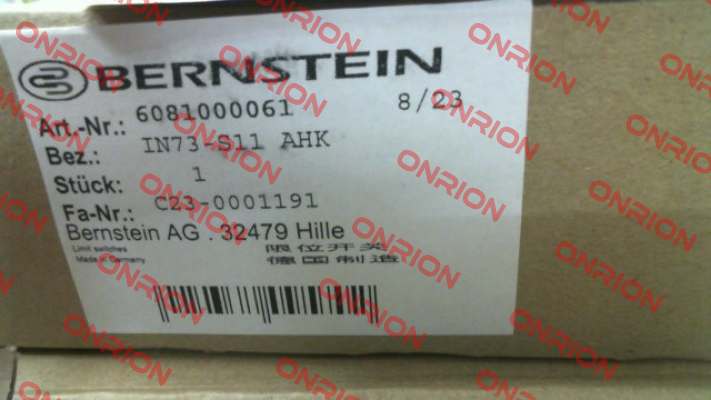 BERNSTEIN
Art.-Nr.: 6081000061 8/23
Bez.: IN73-S11 AHK
Stück: 1
Fa-Nr.: C23-0001191
Bernstein AG . 32479 Hille
Limit switches 限位开关
Made in Germany 德国制造
ONRION